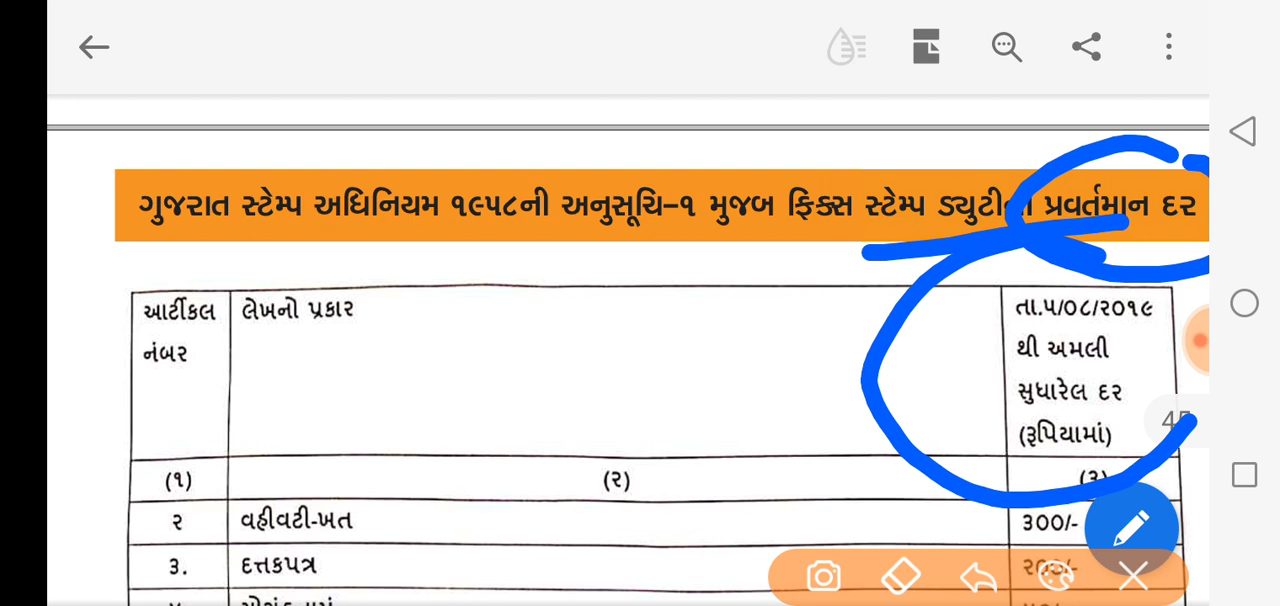 ગુજરાત સ્ટેમ્પ અધિનિયમ ૧૯૫૮ની અનુસૂચિ-૧ મુજબ ફિક્સ સ્ટેમ્પ ડ્યુટીના પ્રવર્તમાન દર
આર્ટીકલ નંબર
લેખનો પ્રકાર
તા.૫/૦૮/૨૦૧૯
થી અમલી
સુધારેલ દર
(રૂપિયામાં)
(૧) (૨) (૩)
૨ વહીવટી-ખત ૩૦૦/-
૩. દત્તકપત્ર